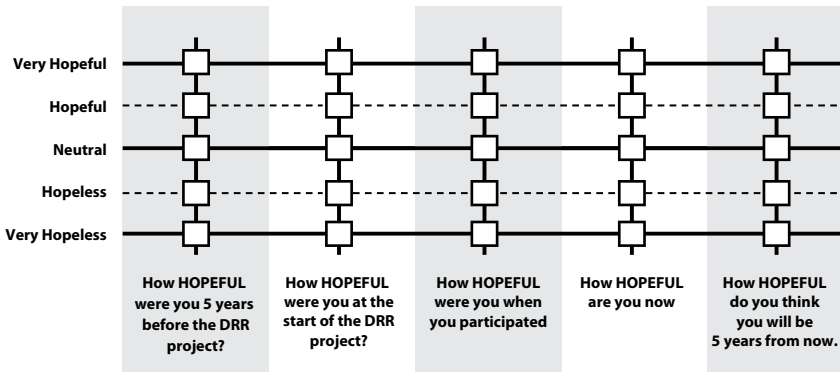 Very Hopeful
Hopeful
Neutral
Hopeless
Very Hopeless
How HOPEFUL
were you 5 years
before the DRR
project?
How HOPEFUL
were you at the
start of the DRR
project?
How HOPEFUL
were you when
you participated
How HOPEFUL
are you now
How HOPEFUL
do you think
you will be
5 years from now.